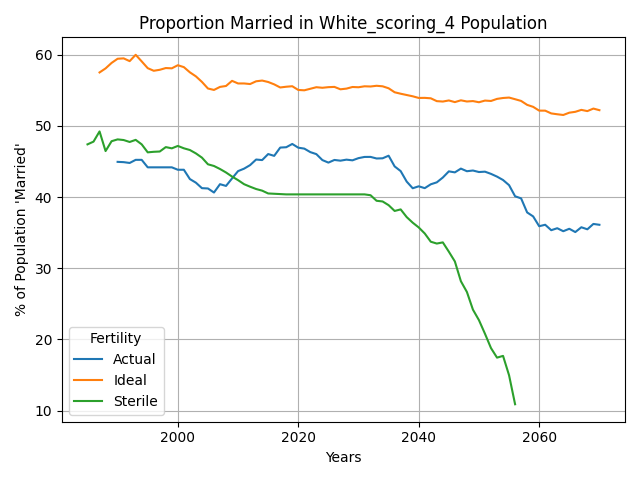 Proportion Married in White_scoring_4 Population
% of Population 'Married'
60
50
40
30
20
10
Fertility
Actual
Ideal
Sterile
2000 2020 2040 2060
Years